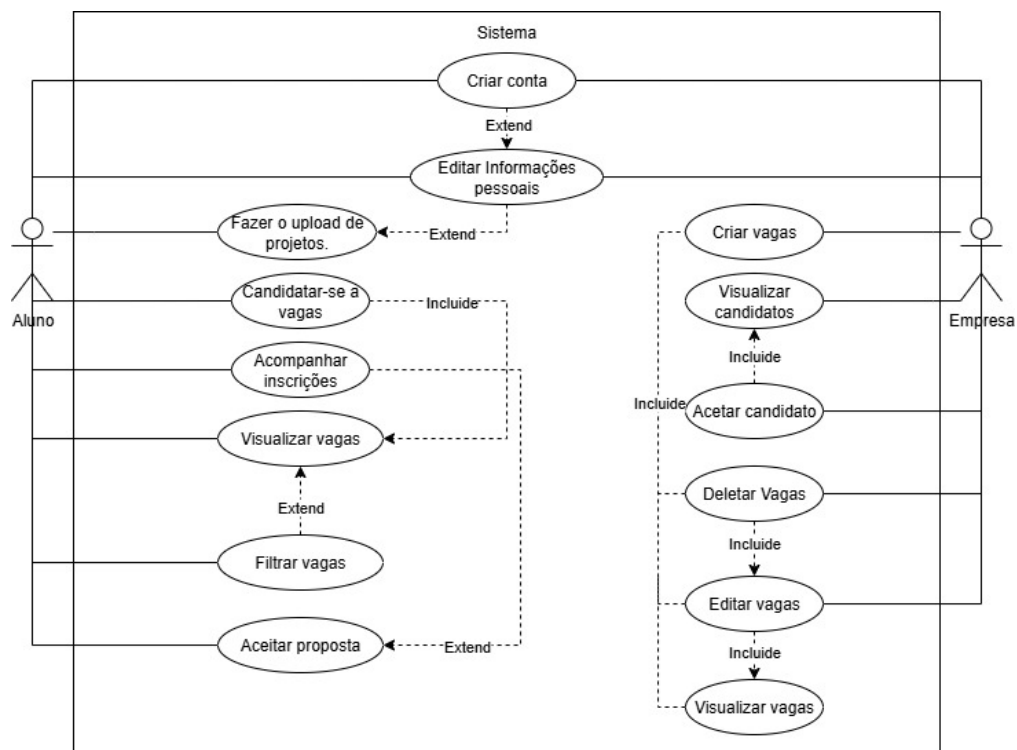 Sistema
Criar conta
Extend
Editar Informações
pessoais
Fazer o upload de
projetos.
Extend
Criar vagas
Candidatar-se a
vagas
Incluide
Visualizar
candidatos
Aluno
Empresa
Acompanhar
inscrições
Incluide
Incluide
Acetar candidato
Visualizar vagas
Extend
Deletar Vagas
Incluide
Filtrar vagas
Editar vagas
Aceitar proposta
Extend
Incluide
Visualizar vagas